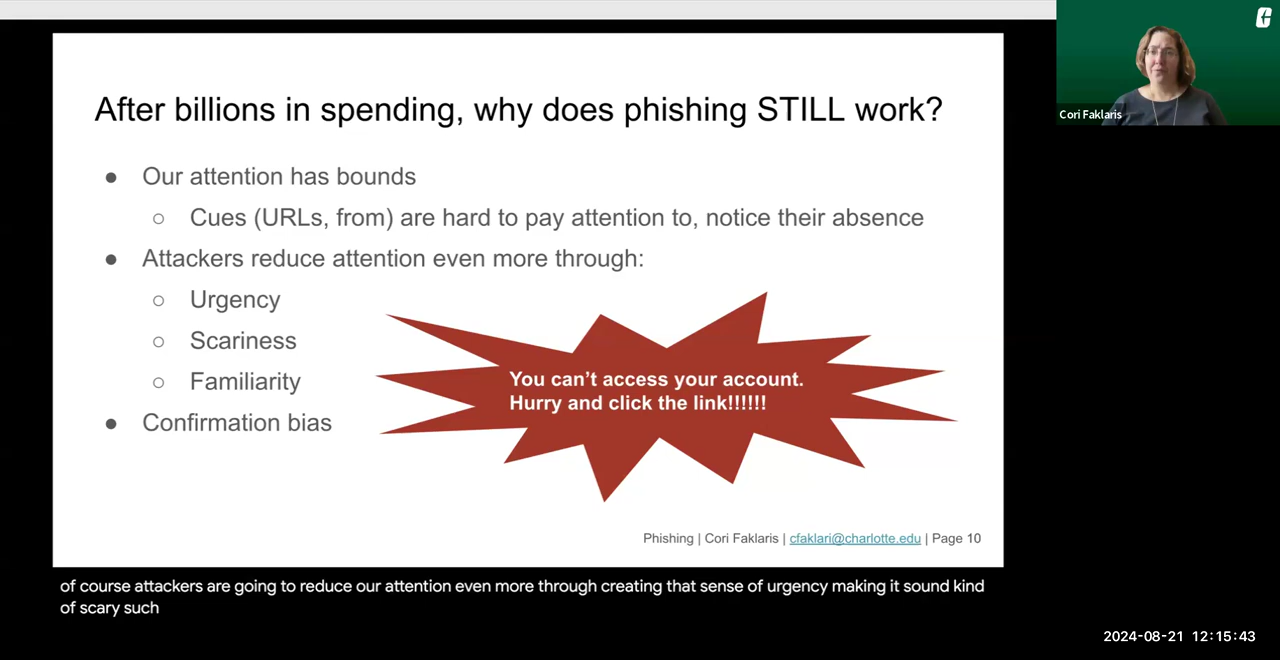 After billions in spending, why does phishing STILL work?
● Our attention has bounds
○ Cues (URLs, from) are hard to pay attention to, notice their absence
● Attackers reduce attention even more through:
○ Urgency
○ Scariness
○ Familiarity
● Confirmation bias
You can’t access your account.
Hurry and click the link!!!!!!
Phishing | Cori Faklaris | cfaklari@charlotte.edu | Page 10
Cori Faklaris
of course attackers are going to reduce our attention even more through creating that sense of urgency making it sound kind
of scary such
2024-08-21 12:15:43